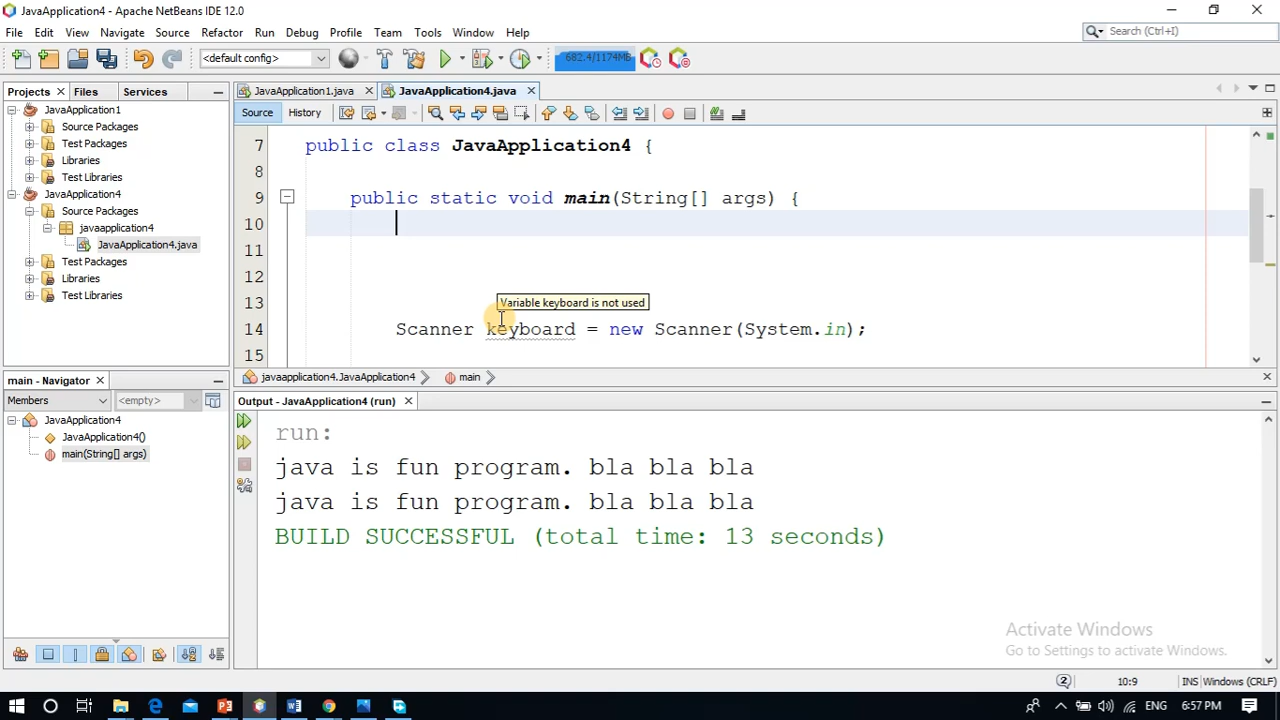 JavaApplication4 - Apache NetBeans IDE 12.0
File Edit View Navigate Source Refactor Run Debug Profile Team Tools Window Help
Search (Ctrl+I)
<default config>
682.4/1174MB
Projects Files Services
JavaApplication1.java JavaApplication4.java
Source History
JavaApplication1
Source Packages
Test Packages
Libraries
Test Libraries
JavaApplication4
Source Packages
javaapplication4
JavaApplication4.java
Test Packages
Libraries
Test Libraries
7 public class JavaApplication4 {
8
9 public static void main(String[] args) {
10
11
12
13
Variable keyboard is not used
14 Scanner keyboard = new Scanner(System.in);
15
javaapplication4.JavaApplication4 main
main - Navigator
Members <empty>
JavaApplication4
JavaApplication4()
main(String[] args)
Output - JavaApplication4 (run)
run:
java is fun program. bla bla bla
java is fun program. bla bla bla
BUILD SUCCESSFUL (total time: 13 seconds)
Activate Windows
Go to Settings to activate Windows.
2 10:9 INS Windows (CRLF)
ENG 6:57 PM